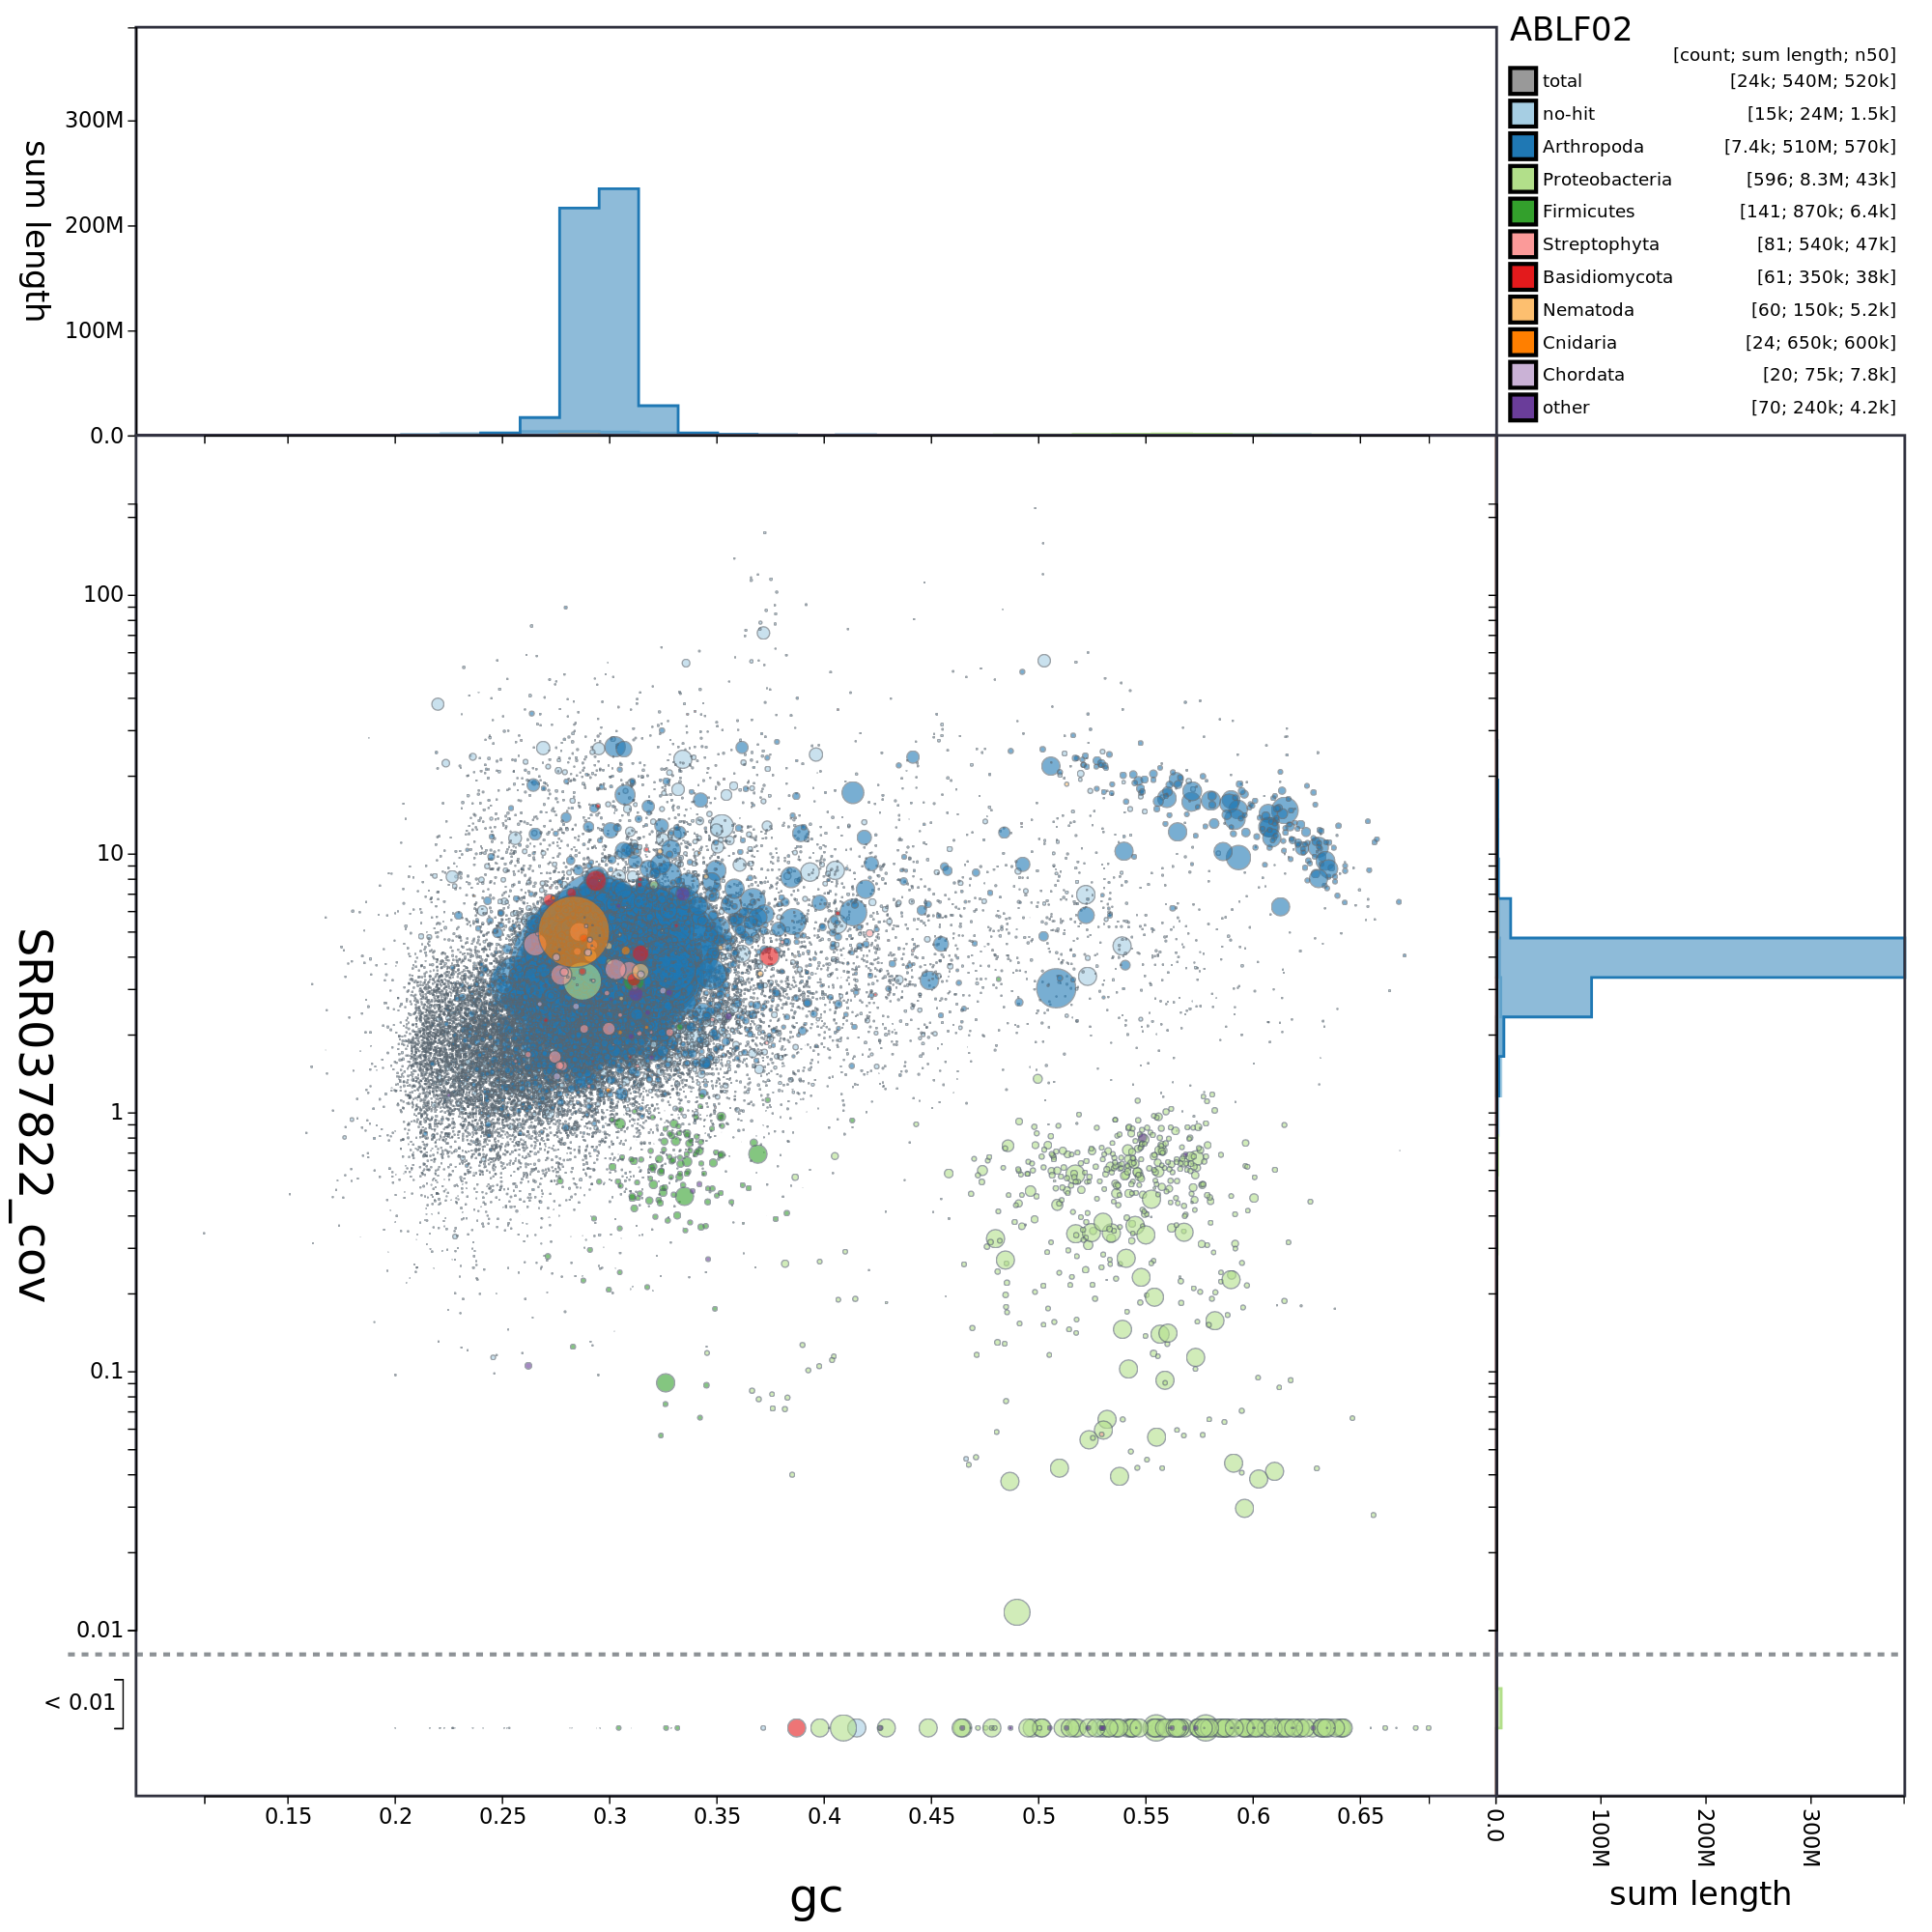 ABLF02
[count; sum length; n50]
total [24k; 540M; 520k]
no-hit [15k; 24M; 1.5k]
Arthropoda [7.4k; 510M; 570k]
Proteobacteria [596; 8.3M; 43k]
Firmicutes [141; 870k; 6.4k]
Streptophyta [81; 540k; 47k]
Basidiomycota [61; 350k; 38k]
Nematoda [60; 150k; 5.2k]
Cnidaria [24; 650k; 600k]
Chordata [20; 75k; 7.8k]
other [70; 240k; 4.2k]
sum length
300M
200M
100M
0.0
SRR037822_cov
100
10
1
0.1
0.01
< 0.01
0.15 0.2 0.25 0.3 0.35 0.4 0.45 0.5 0.55 0.6 0.65
gc
0.0 100M 200M 300M
sum length